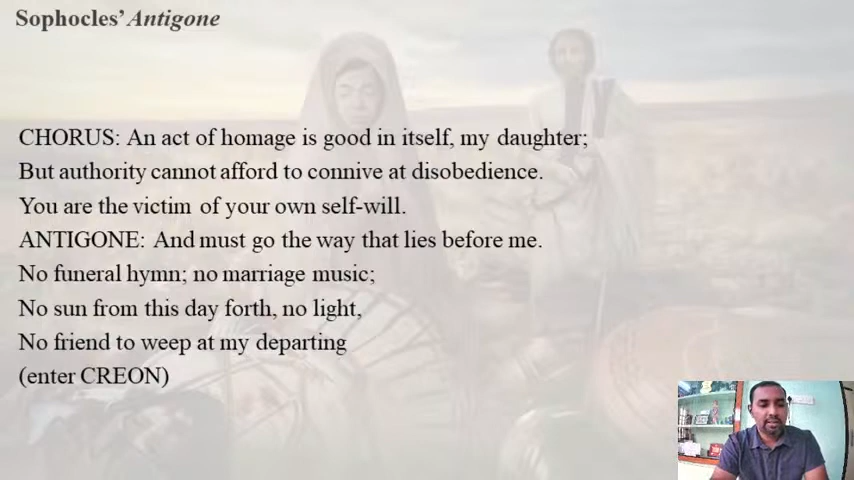 Sophocles’ Antigone
CHORUS: An act of homage is good in itself, my daughter;
But authority cannot afford to connive at disobedience.
You are the victim of your own self-will.
ANTIGONE: And must go the way that lies before me.
No funeral hymn; no marriage music;
No sun from this day forth, no light,
No friend to weep at my departing
(enter CREON)